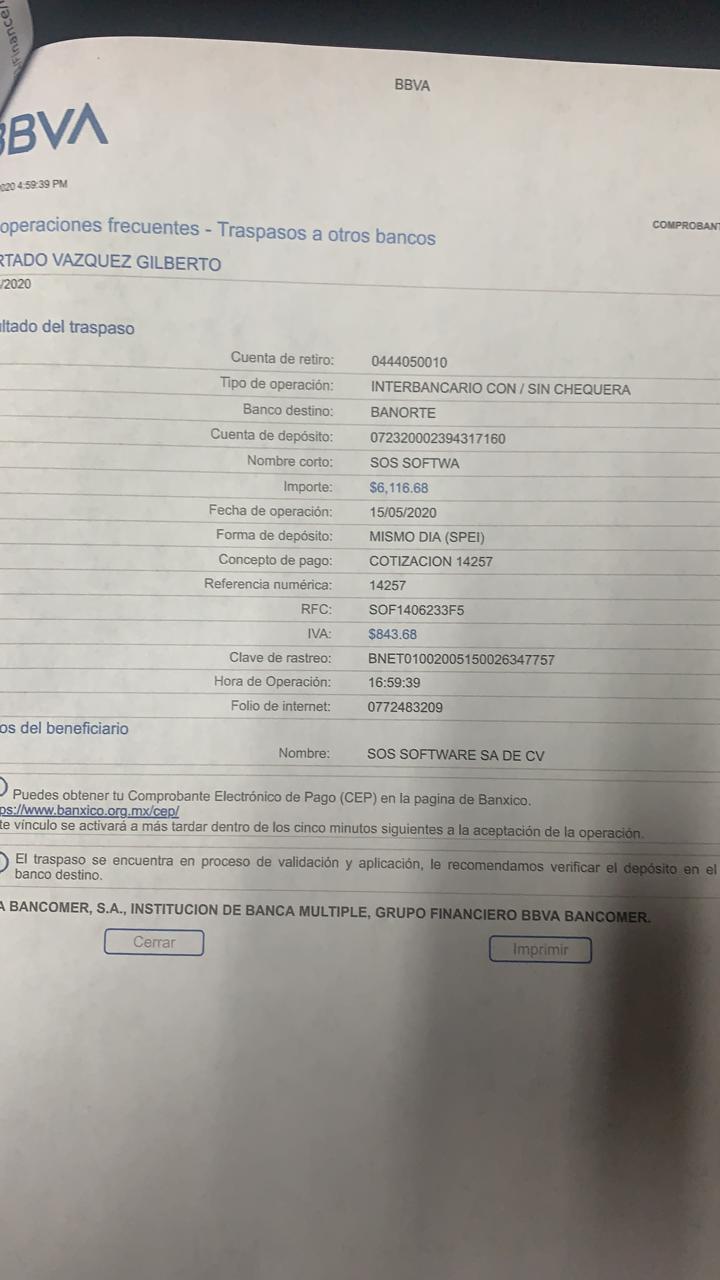 BBVA
BBVA
2020 4:59:39 PM
operaciones frecuentes - Traspasos a otros bancos
COMPROBANT
RTADO VAZQUEZ GILBERTO
/2020
ltado del traspaso
Cuenta de retiro: 0444050010
Tipo de operación: INTERBANCARIO CON / SIN CHEQUERA
Banco destino: BANORTE
Cuenta de depósito: 072320002394317160
Nombre corto: SOS SOFTWA
Importe: $6,116.68
Fecha de operación: 15/05/2020
Forma de depósito: MISMO DIA (SPEI)
Concepto de pago: COTIZACION 14257
Referencia numérica: 14257
RFC: SOF1406233F5
IVA: $843.68
Clave de rastreo: BNET01002005150026347757
Hora de Operación: 16:59:39
Folio de internet: 0772483209
os del beneficiario
Nombre: SOS SOFTWARE SA DE CV
Puedes obtener tu Comprobante Electrónico de Pago (CEP) en la pagina de Banxico.
ps://www.banxico.org.mx/cep/
te vínculo se activará a más tardar dentro de los cinco minutos siguientes a la aceptación de la operación.
El traspaso se encuentra en proceso de validación y aplicación, le recomendamos verificar el depósito en el
banco destino.
A BANCOMER, S.A., INSTITUCION DE BANCA MULTIPLE, GRUPO FINANCIERO BBVA BANCOMER.
Cerrar
Imprimir